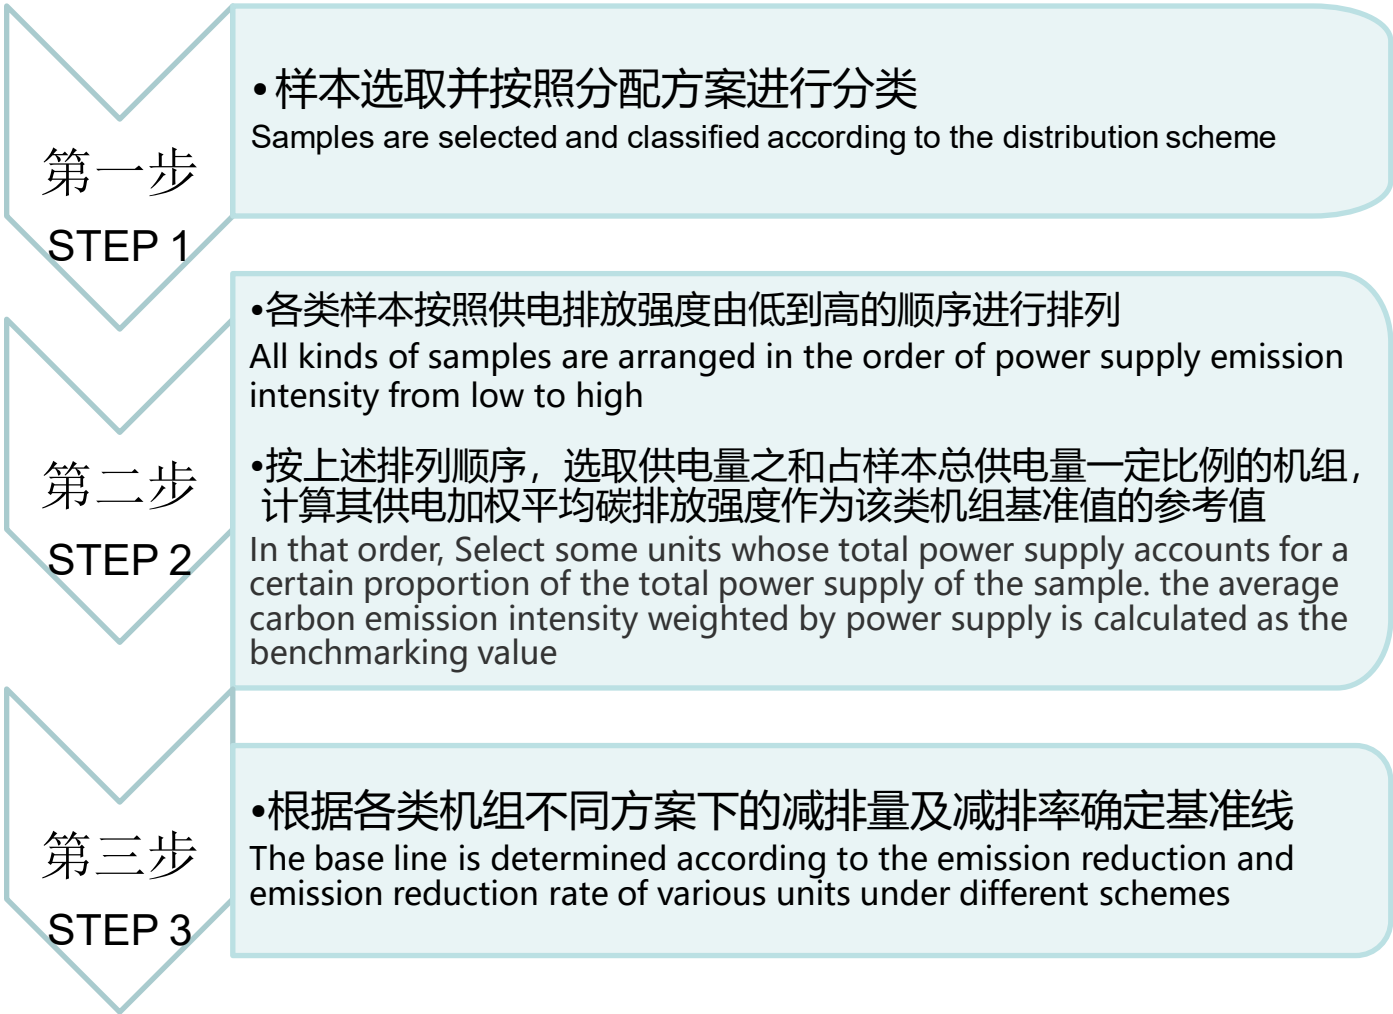 第一步
STEP 1
•样本选取并按照分配方案进行分类
Samples are selected and classified according to the distribution scheme
第二步
STEP 2
•各类样本按照供电排放强度由低到高的顺序进行排列
All kinds of samples are arranged in the order of power supply emission
intensity from low to high
•按上述排列顺序，选取供电量之和占样本总供电量一定比例的机组，
计算其供电加权平均碳排放强度作为该类机组基准值的参考值
In that order, Select some units whose total power supply accounts for a
certain proportion of the total power supply of the sample. the average
carbon emission intensity weighted by power supply is calculated as the
benchmarking value
第三步
STEP 3
•根据各类机组不同方案下的减排量及减排率确定基准线
The base line is determined according to the emission reduction and
emission reduction rate of various units under different schemes